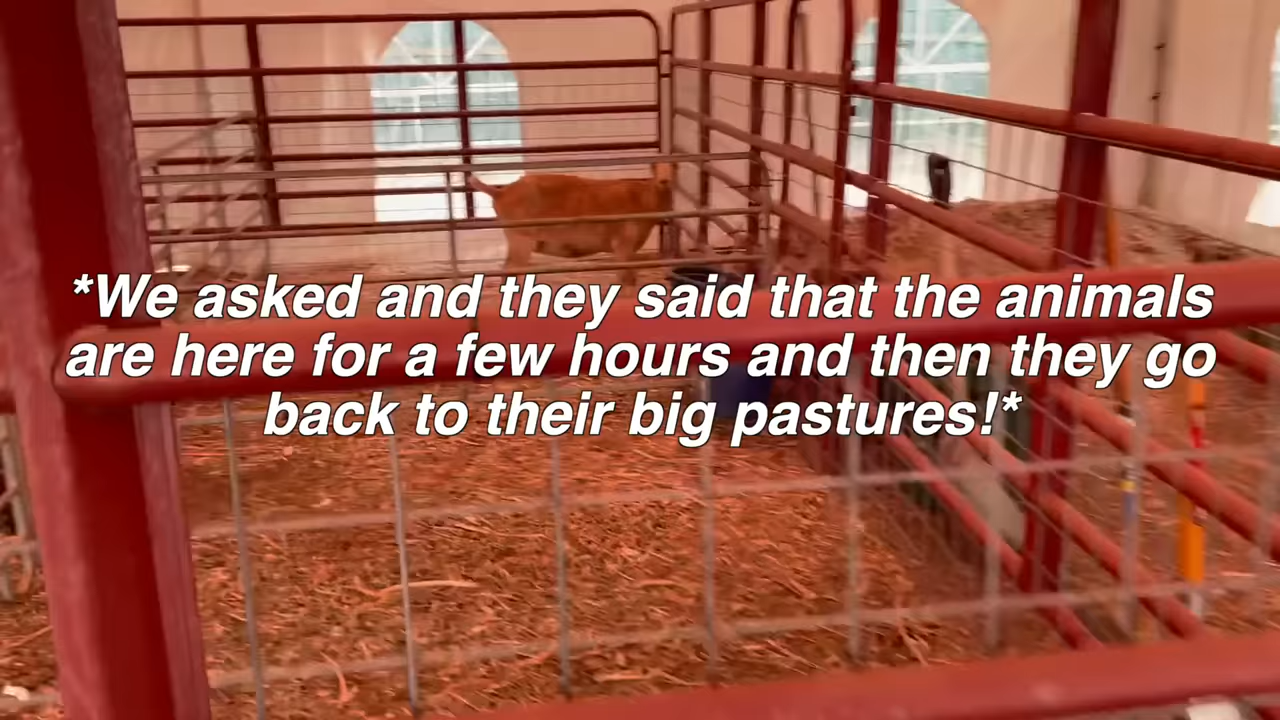 *We asked and they said that the animals
are here for a few hours and then they go
back to their big pastures!*